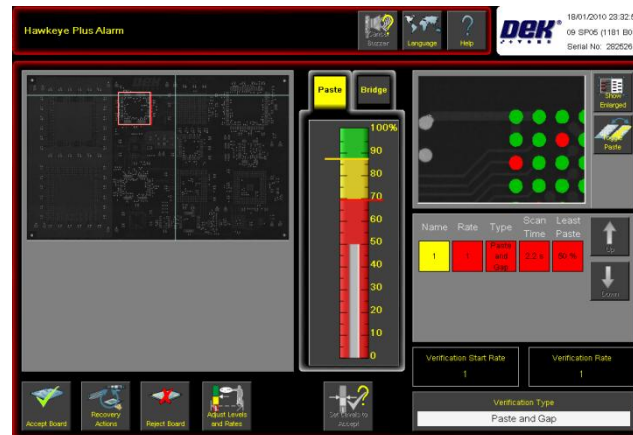 Hawkeye Plus Alarm
Cancel Buzzer
Language
Help
DEK
18/01/2010 23:32:5
09 SP05 (1181 B0
Serial No: 282526
Paste
Bridge
100%
90
80
70
60
50
40
30
20
10
0
Show Enlarged
Paste
Name Rate Type Scan Time Least Paste
1 1 Paste and Gap 2.2 s 50 %
Up
Down
Verification Start Rate
1
Verification Rate
1
Verification Type
Paste and Gap
Accept Board
Recovery Actions
Reject Board
Adjust Levels and Rates
Set Levels to Accept